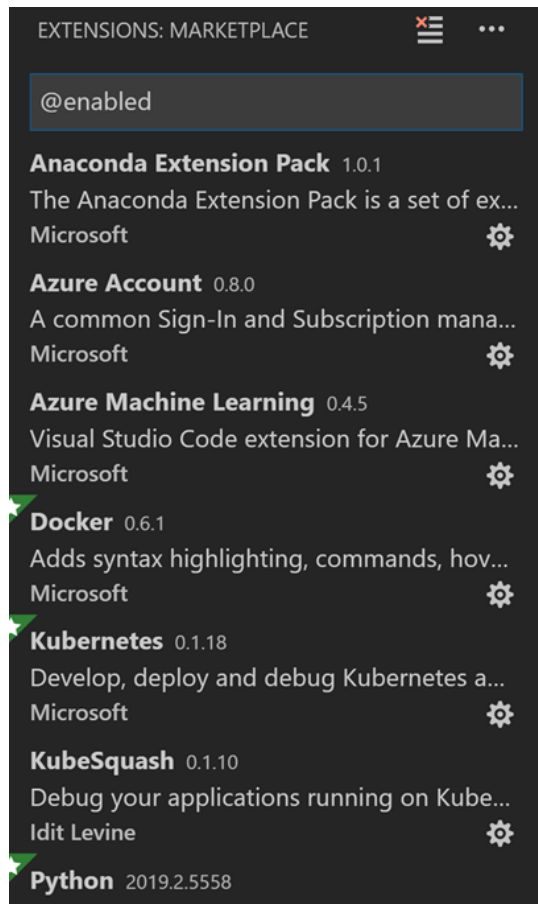 EXTENSIONS: MARKETPLACE
@enabled
Anaconda Extension Pack 1.0.1
The Anaconda Extension Pack is a set of ex...
Microsoft
Azure Account 0.8.0
A common Sign-In and Subscription mana...
Microsoft
Azure Machine Learning 0.4.5
Visual Studio Code extension for Azure Ma...
Microsoft
Docker 0.6.1
Adds syntax highlighting, commands, hov...
Microsoft
Kubernetes 0.1.18
Develop, deploy and debug Kubernetes a...
Microsoft
KubeSquash 0.1.10
Debug your applications running on Kube...
Idit Levine
Python 2019.2.5558